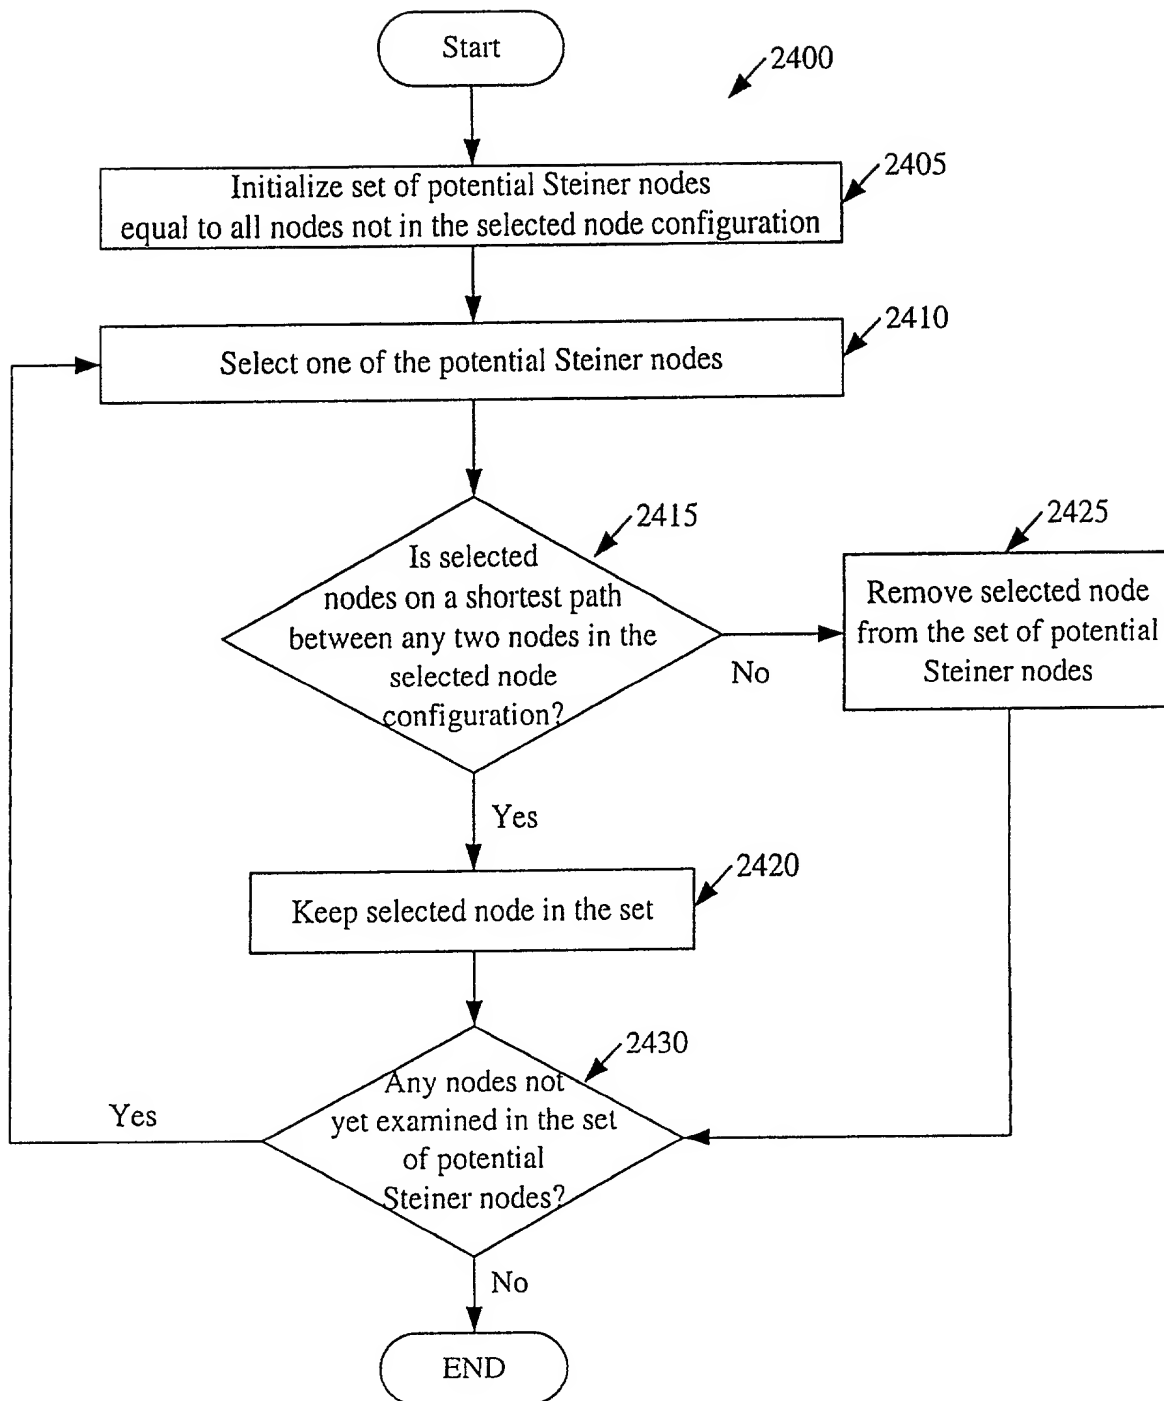 Start
2400
2405
Initialize set of potential Steiner nodes
equal to all nodes not in the selected node configuration
2410
Select one of the potential Steiner nodes
2415
Is selected
nodes on a shortest path
between any two nodes in the
selected node
configuration?
No
2425
Remove selected node
from the set of potential
Steiner nodes
Yes
2420
Keep selected node in the set
2430
Any nodes not
yet examined in the set
of potential
Steiner nodes?
Yes
No
END